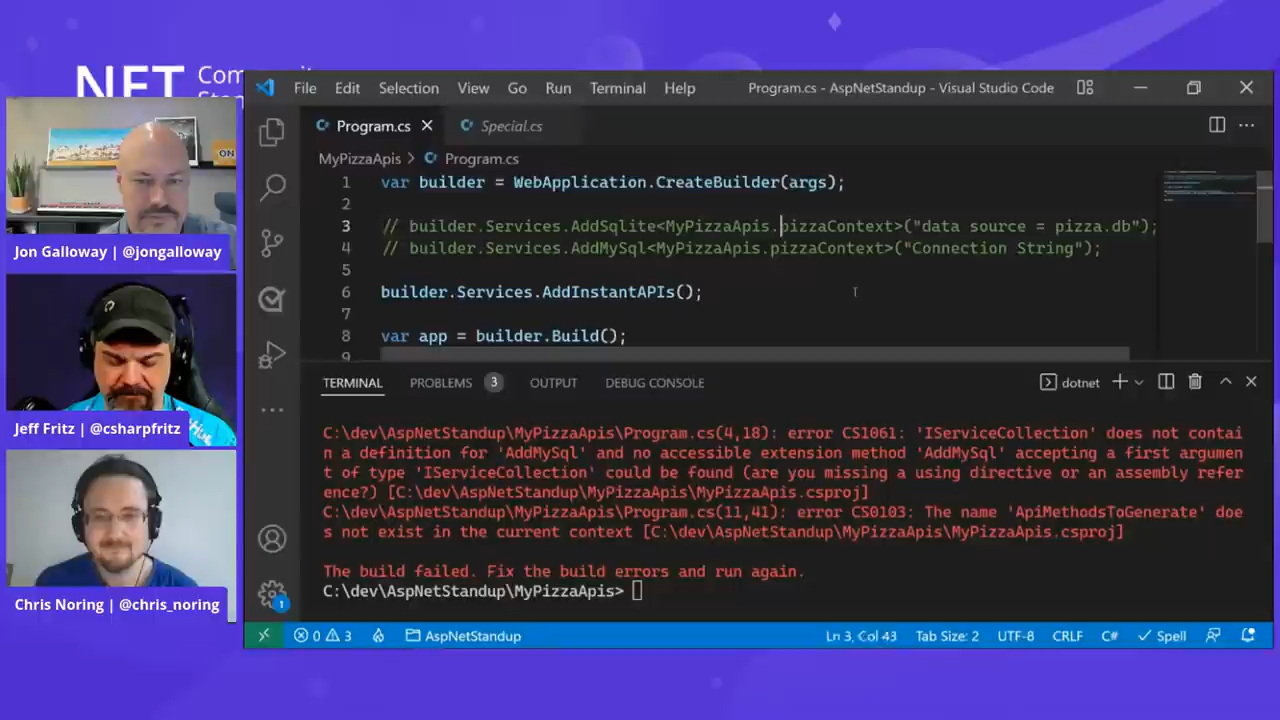 .NET Community
Standup
ON
Jon Galloway | @jongalloway
Jeff Fritz | @csharpfritz
Chris Noring | @chris_noring
File Edit Selection View Go Run Terminal Help
Program.cs - AspNetStandup - Visual Studio Code
Program.cs
Special.cs
MyPizzaApis > Program.cs
1 var builder = WebApplication.CreateBuilder(args);
2
3 // builder.Services.AddSqlite<MyPizzaApis.pizzaContext>("data source = pizza.db");
4 // builder.Services.AddMySql<MyPizzaApis.pizzaContext>("Connection String");
5
6 builder.Services.AddInstantAPIs();
7
8 var app = builder.Build();
9
TERMINAL PROBLEMS 3 OUTPUT DEBUG CONSOLE
dotnet
C:\dev\AspNetStandup\MyPizzaApis\Program.cs(4,18): error CS1061: 'IServiceCollection' does not contai
n a definition for 'AddMySql' and no accessible extension method 'AddMySql' accepting a first argumen
t of type 'IServiceCollection' could be found (are you missing a using directive or an assembly refer
ence?) [C:\dev\AspNetStandup\MyPizzaApis\MyPizzaApis.csproj]
C:\dev\AspNetStandup\MyPizzaApis\Program.cs(11,41): error CS0103: The name 'ApiMethodsToGenerate' doe
s not exist in the current context [C:\dev\AspNetStandup\MyPizzaApis\MyPizzaApis.csproj]
The build failed. Fix the build errors and run again.
C:\dev\AspNetStandup\MyPizzaApis>
1
0 3 AspNetStandup
Ln 3, Col 43 Tab Size: 2 UTF-8 CRLF C# Spell